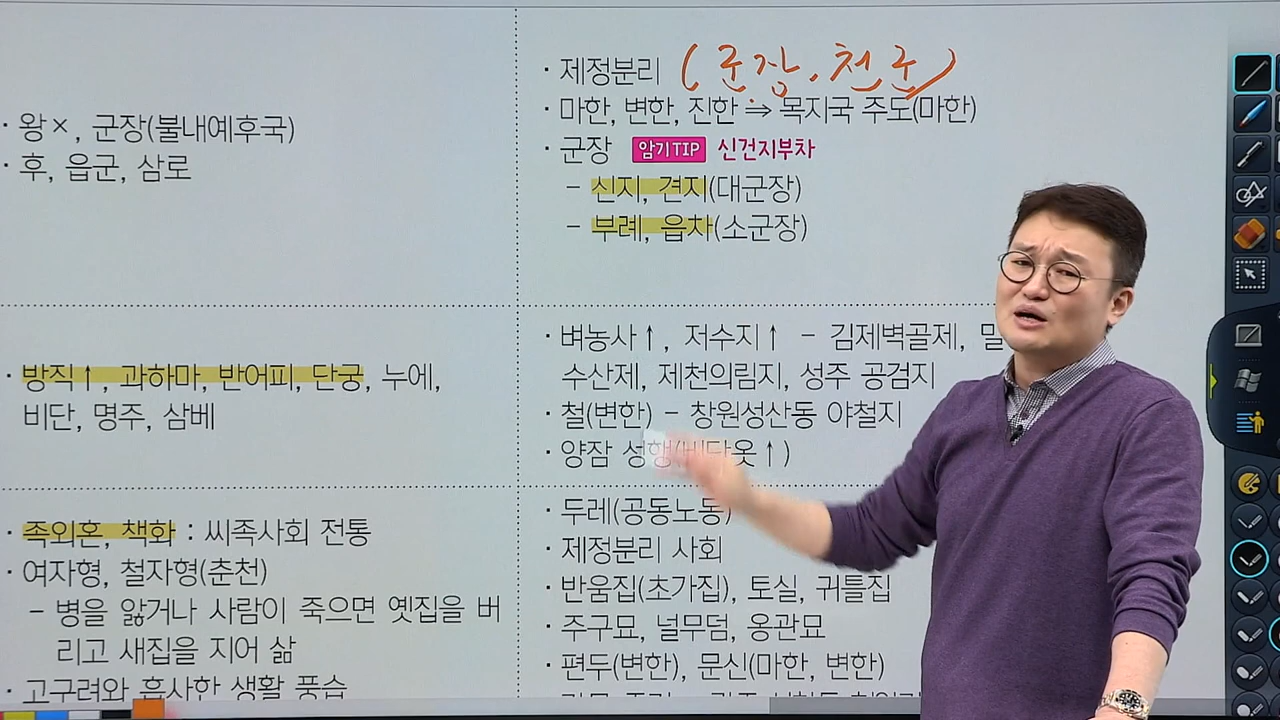 · 왕×, 군장(불내예후국)
· 후, 읍군, 삼로
· 방직↑, 과하마, 반어피, 단궁, 누에,
비단, 명주, 삼베
· 족외혼, 책화 : 씨족사회 전통
· 여자형, 철자형(춘천)
– 병을 앓거나 사람이 죽으면 옛집을 버
리고 새집을 지어 삶
· 고구려와 흡사한 생활 풍습
· 제정분리 (군장, 천군)
· 마한, 변한, 진한 ⇒ 목지국 주도(마한)
· 군장 암기TIP 신건지부차
– 신지, 견지(대군장)
– 부례, 읍차(소군장)
· 벼농사↑, 저수지↑ – 김제벽골제, 밀
수산제, 제천의림지, 성주 공검지
· 철(변한) – 창원성산동 야철지
· 양잠 성행(비단옷↑)
· 두레(공동노동)
· 제정분리 사회
· 반움집(초가집), 토실, 귀틀집
· 주구묘, 널무덤, 옹관묘
· 편두(변한), 문신(마한, 변한)